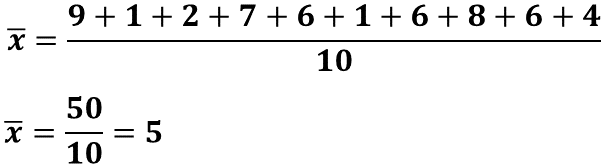 x̄ = (9 + 1 + 2 + 7 + 6 + 1 + 6 + 8 + 6 + 4) / 10
x̄ = 50 / 10 = 5